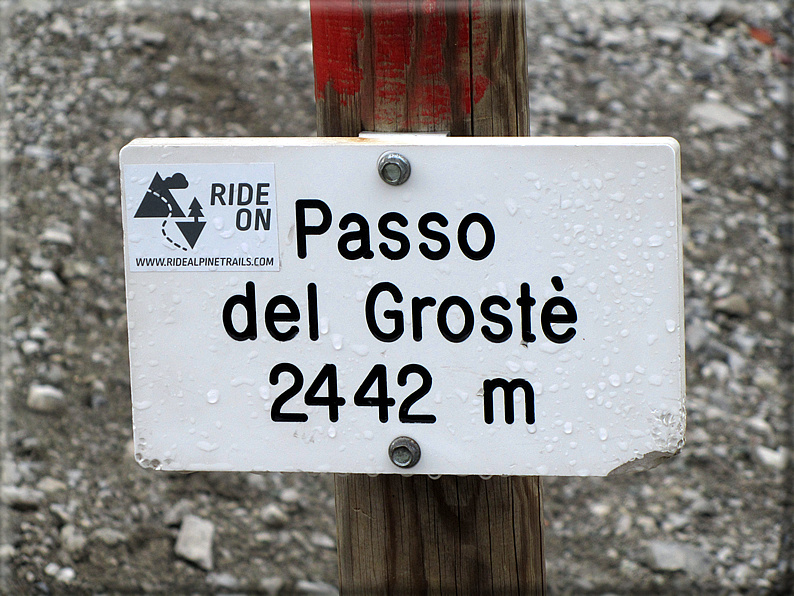 RIDE
ON
WWW.RIDEALPINETRAILS.COM
Passo
del Grostè
2442 m